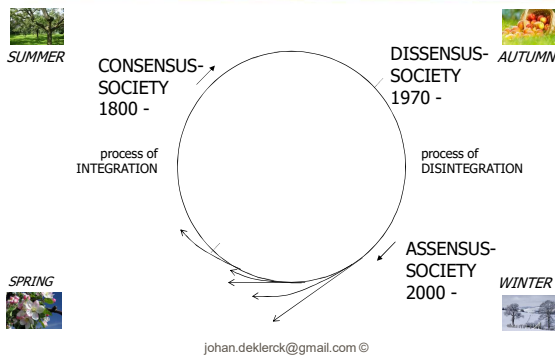 SUMMER
AUTUMN
CONSENSUS-
SOCIETY
1800 -
DISSENSUS-
SOCIETY
1970 -
process of
INTEGRATION
process of
DISINTEGRATION
ASSENSUS-
SOCIETY
2000 -
SPRING
WINTER
johan.deklerck@gmail.com ©